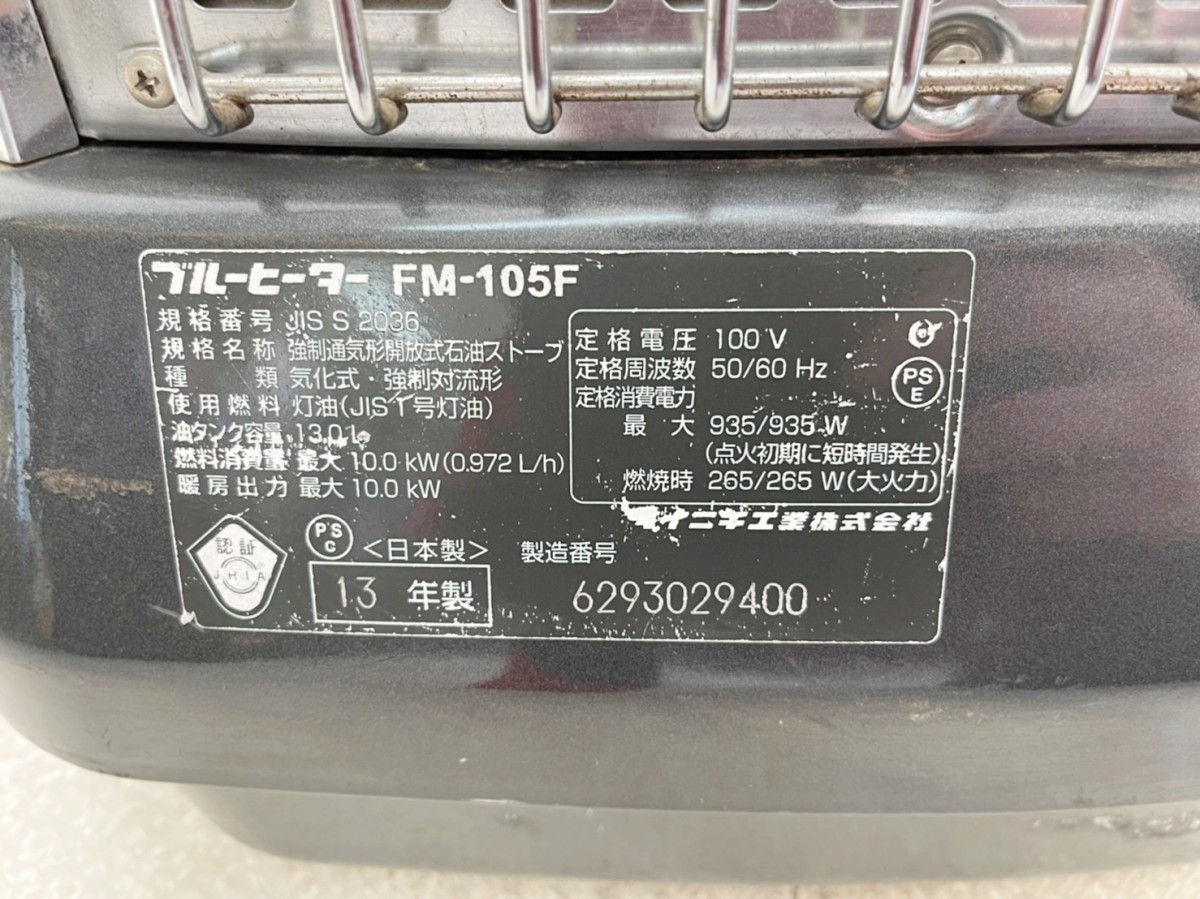 ブルーヒーター FM-105F
規格番号 JIS S 2036
規格名称 強制通気形開放式石油ストーブ
種 類 気化式・強制対流形
使用燃料 灯油(JIS1号灯油)
油タンク容量 13.0 L
燃料消費量 最大 10.0 kW(0.972 L/h)
暖房出力 最大 10.0 kW
定格電圧 100 V
定格周波数 50/60 Hz
定格消費電力
最 大 935/935 W
(点火初期に短時間発生)
燃焼時 265/265 W(大火力)
PS
E
ダイニチ工業株式会社
認証
JHIA
PS
C
<日本製> 製造番号
13 年製 6293029400